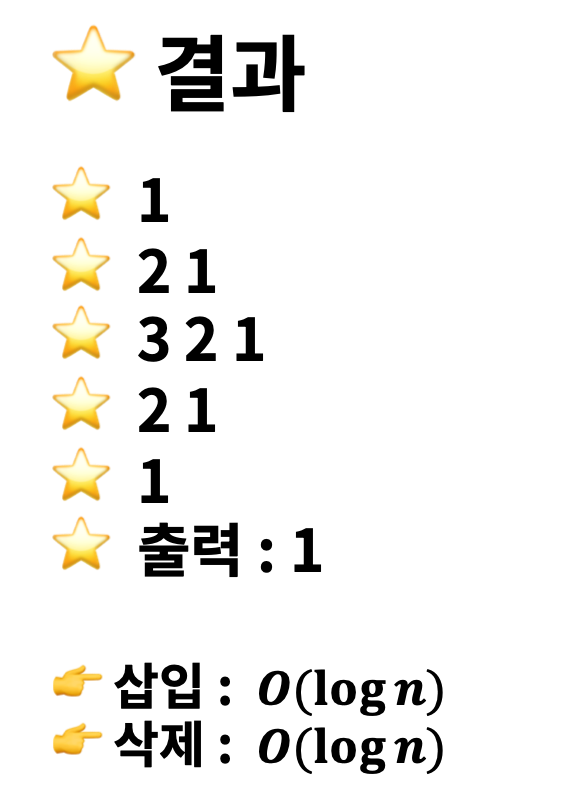 ⭐ 결과
⭐ 1
⭐ 2 1
⭐ 3 2 1
⭐ 2 1
⭐ 1
⭐ 출력 : 1
👉 삽입 : O(log n)
👉 삭제 : O(log n)